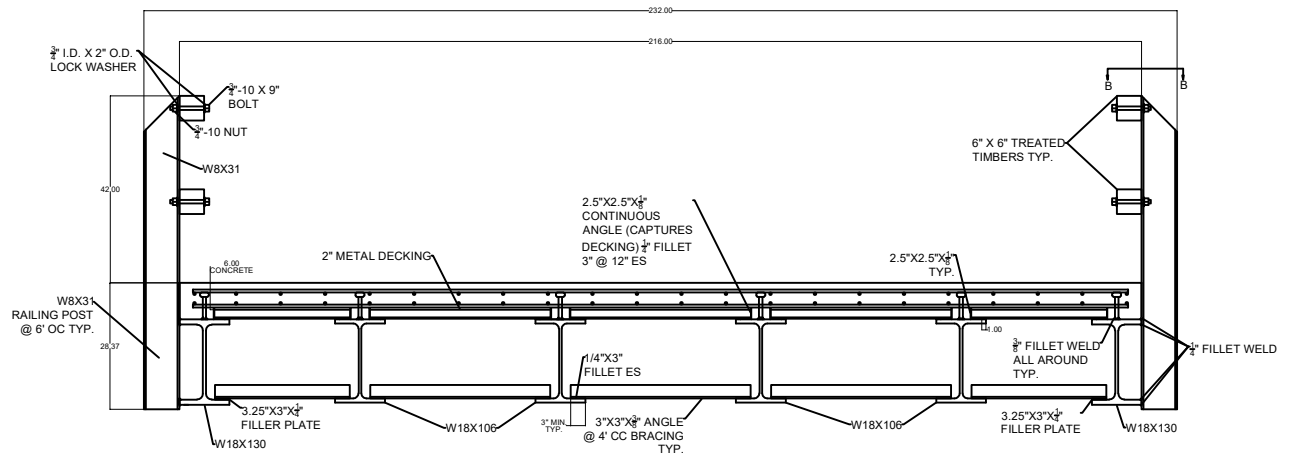 232.00
216.00
3/4" I.D. X 2" O.D.
LOCK WASHER
3/4"-10 X 9"
BOLT
3/4"-10 NUT
B
B
W8X31
6" X 6" TREATED
TIMBERS TYP.
42.00
2.5"X2.5"X1/8"
CONTINUOUS
ANGLE (CAPTURES
DECKING) 1/4" FILLET
3" @ 12" ES
2" METAL DECKING
6.00
CONCRETE
2.5"X2.5"X1/8"
TYP.
W8X31
RAILING POST
@ 6' OC TYP.
28.37
1.00
3/8" FILLET WELD
ALL AROUND
TYP.
1/4" FILLET WELD
1/4"X3"
FILLET ES
3.25"X3"X1/4"
FILLER PLATE
W18X130
W18X106
3" MIN.
TYP.
3"X3"X3/8" ANGLE
@ 4' CC BRACING
TYP.
W18X106
3.25"X3"X1/4"
FILLER PLATE
W18X130